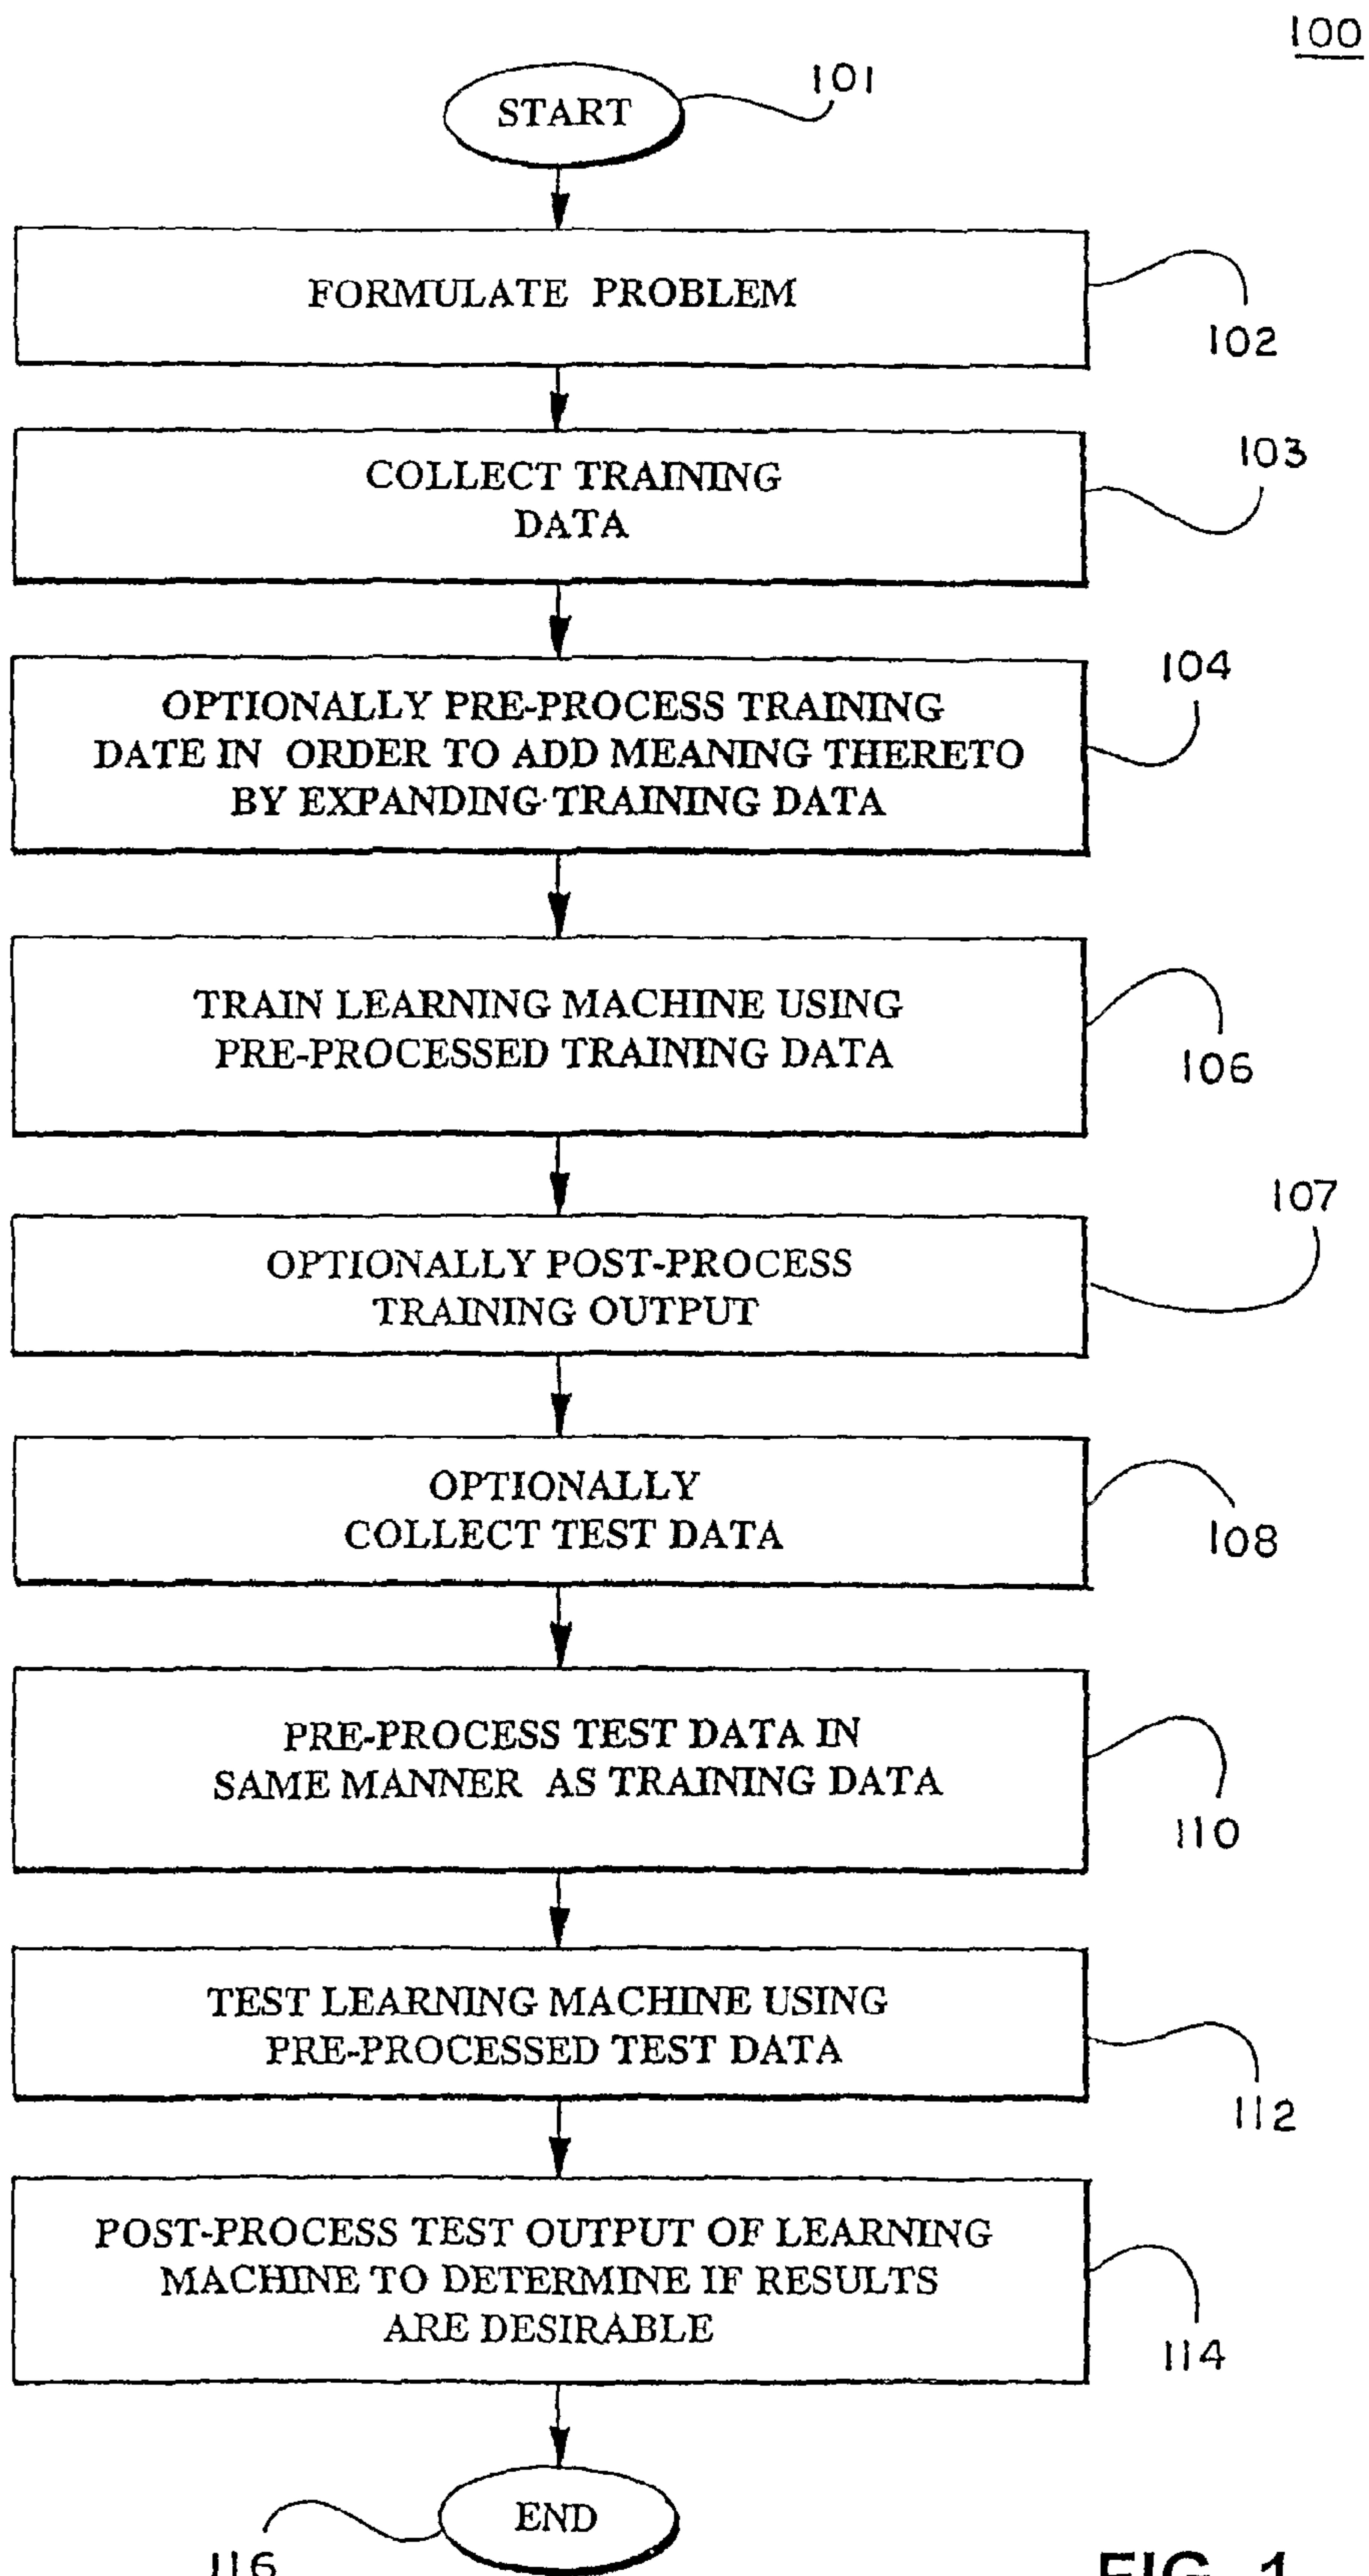 100
START
101
FORMULATE PROBLEM
102
COLLECT TRAINING
DATA
103
OPTIONALLY PRE-PROCESS TRAINING
DATE IN ORDER TO ADD MEANING THERETO
BY EXPANDING TRAINING DATA
104
TRAIN LEARNING MACHINE USING
PRE-PROCESSED TRAINING DATA
106
OPTIONALLY POST-PROCESS
TRAINING OUTPUT
107
OPTIONALLY
COLLECT TEST DATA
108
PRE-PROCESS TEST DATA IN
SAME MANNER AS TRAINING DATA
110
TEST LEARNING MACHINE USING
PRE-PROCESSED TEST DATA
112
POST-PROCESS TEST OUTPUT OF LEARNING
MACHINE TO DETERMINE IF RESULTS
ARE DESIRABLE
114
END
116
FIG. 1